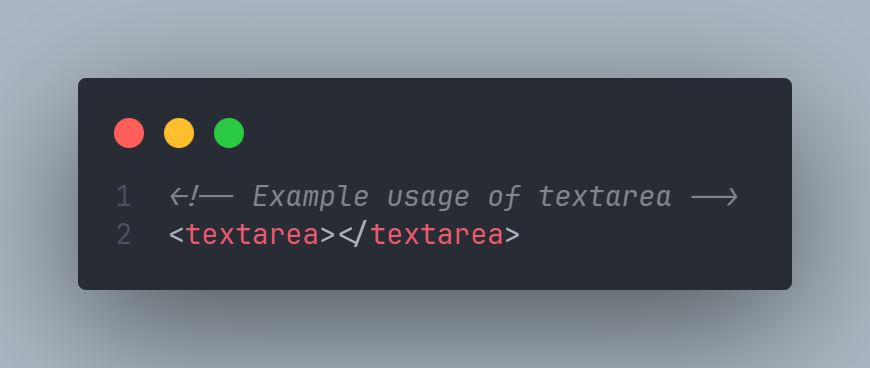 1 <!-- Example usage of textarea -->
2 <textarea></textarea>